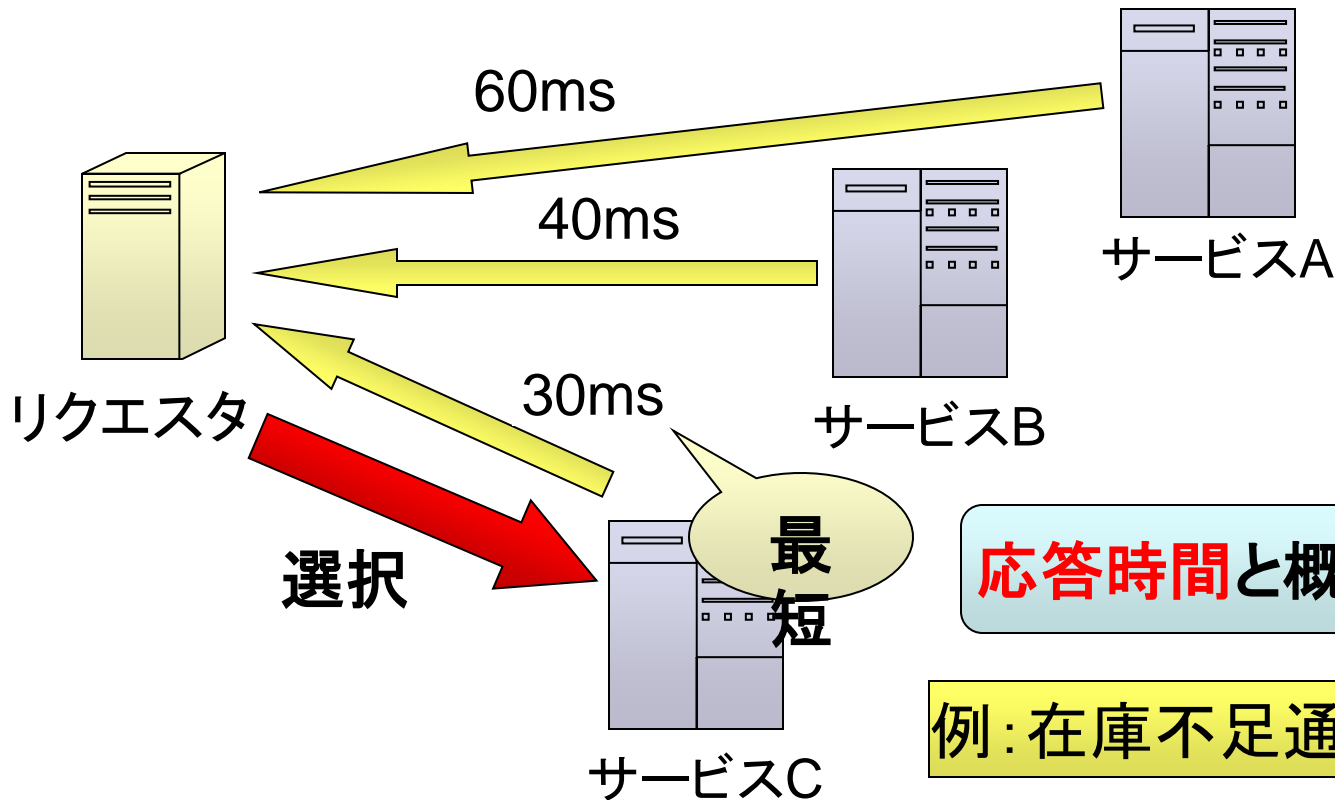 60ms
サービスA
40ms
サービスB
リクエスタ
30ms
選択
最
短
応答時間と概
サービスC
例：在庫不足通